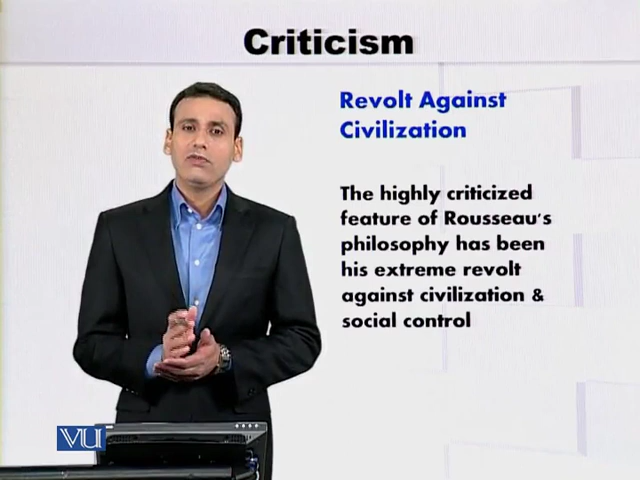 Criticism
Revolt Against
Civilization
The highly criticized
feature of Rousseau's
philosophy has been
his extreme revolt
against civilization &
social control
VU